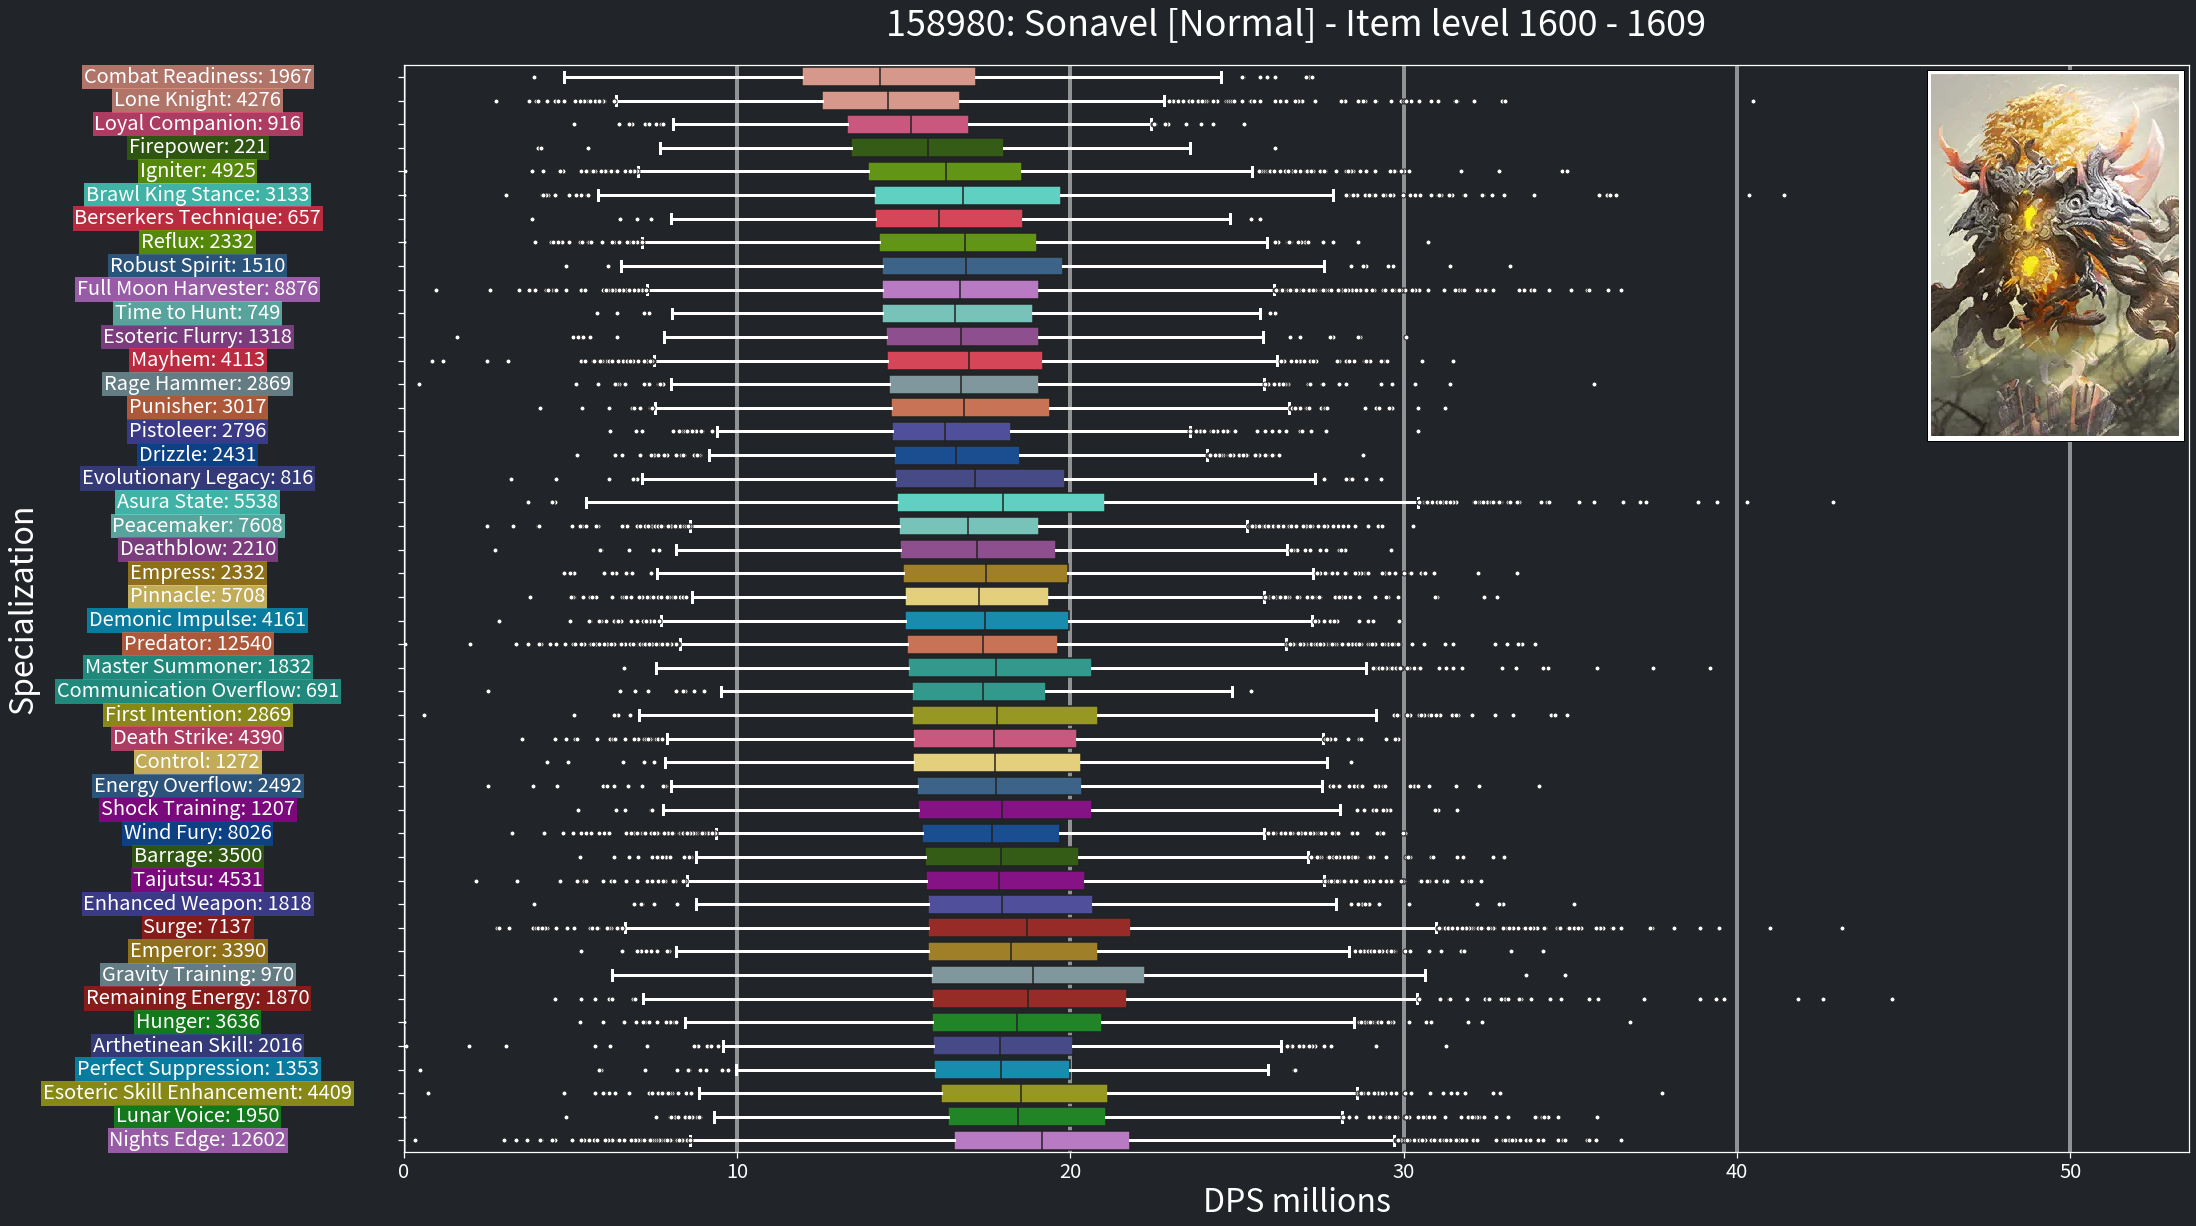 158980: Sonavel [Normal] - Item level 1600 - 1609
Combat Readiness: 1967
Lone Knight: 4276
Loyal Companion: 916
Firepower: 221
Igniter: 4925
Brawl King Stance: 3133
Berserkers Technique: 657
Reflux: 2332
Robust Spirit: 1510
Full Moon Harvester: 8876
Time to Hunt: 749
Esoteric Flurry: 1318
Mayhem: 4113
Rage Hammer: 2869
Punisher: 3017
Pistoleer: 2796
Drizzle: 2431
Evolutionary Legacy: 816
Asura State: 5538
Peacemaker: 7608
Deathblow: 2210
Empress: 2332
Pinnacle: 5708
Demonic Impulse: 4161
Predator: 12540
Master Summoner: 1832
Communication Overflow: 691
First Intention: 2869
Death Strike: 4390
Control: 1272
Energy Overflow: 2492
Shock Training: 1207
Wind Fury: 8026
Barrage: 3500
Taijutsu: 4531
Enhanced Weapon: 1818
Surge: 7137
Emperor: 3390
Gravity Training: 970
Remaining Energy: 1870
Hunger: 3636
Arthetinean Skill: 2016
Perfect Suppression: 1353
Esoteric Skill Enhancement: 4409
Lunar Voice: 1950
Nights Edge: 12602
Specialization
0 10 20 30 40 50
DPS millions